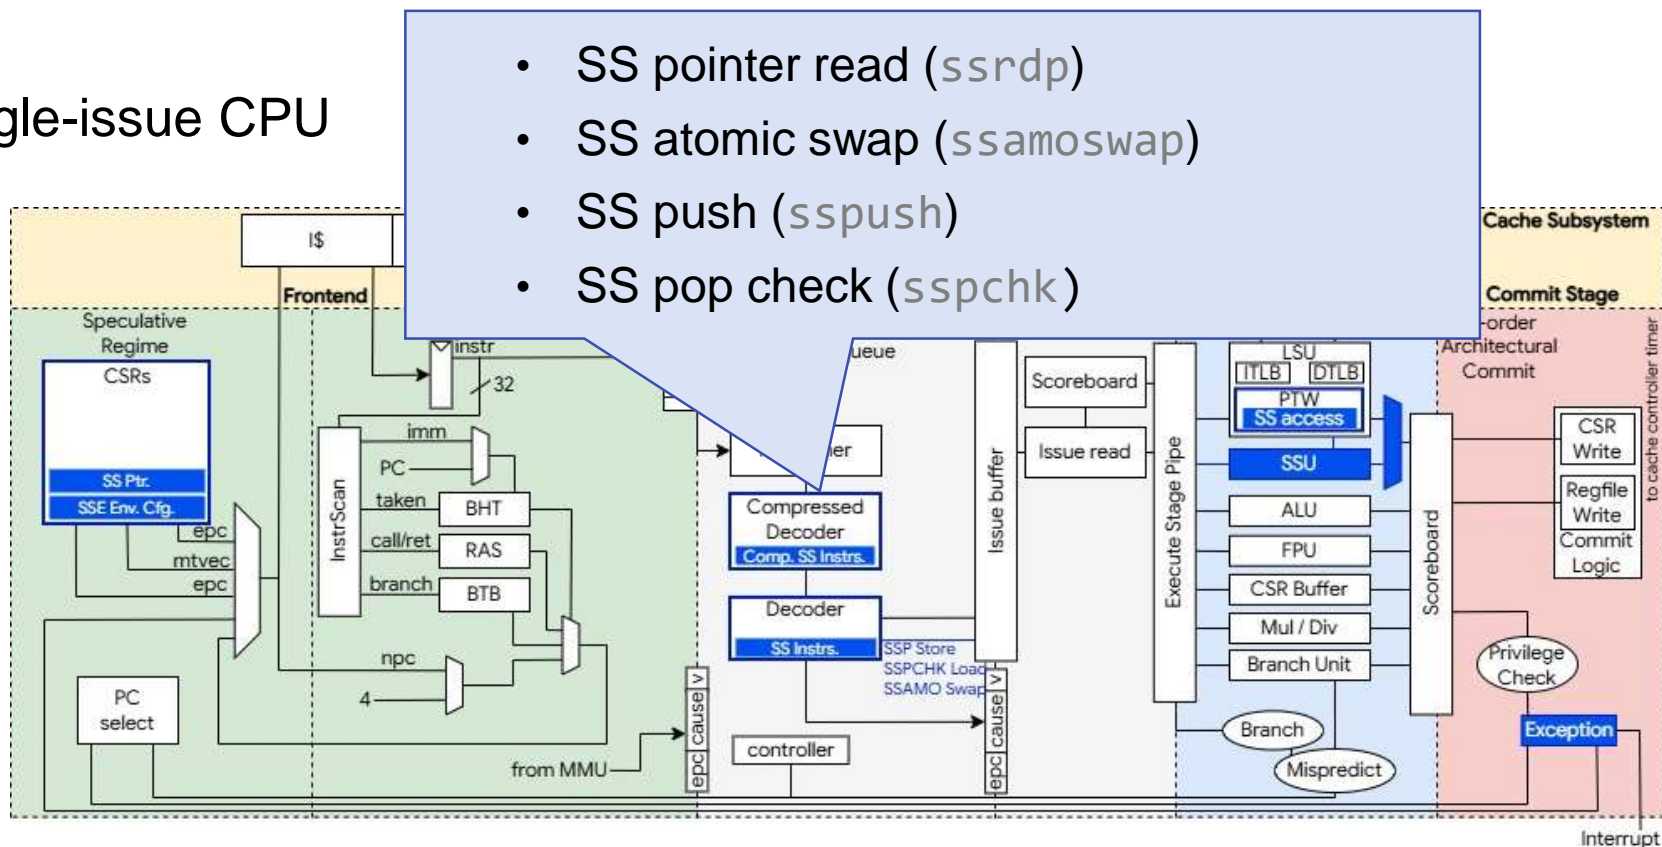 • SS pointer read (ssrdp)
• SS atomic swap (ssamoswap)
• SS push (sspush)
• SS pop check (sspchk)
CPU
I$
Cache Subsystem
Frontend
Commit Stage
Speculative
Regime
CSRs
SS Ptr.
SSE Env. Cfg.
epc
mtvec
epc
PC
select
instr
32
InstrScan
imm
PC
taken
call/ret
branch
BHT
RAS
BTB
npc
4
from MMU
epc cause v
Compressed
Decoder
Comp. SS Instrs.
Decoder
SS Instrs.
SSP Store
SSPCHK Load
SSAMO Swap
controller
epc cause v
Issue buffer
Scoreboard
Issue read
Execute Stage Pipe
LSU
ITLB DTLB
PTW
SS access
SSU
ALU
FPU
CSR Buffer
Mul / Div
Branch Unit
Branch
Mispredict
Scoreboard
Architectural
Commit
CSR
Write
Regfile
Write
Commit
Logic
to cache controller timer
Privilege
Check
Exception
Interrupt